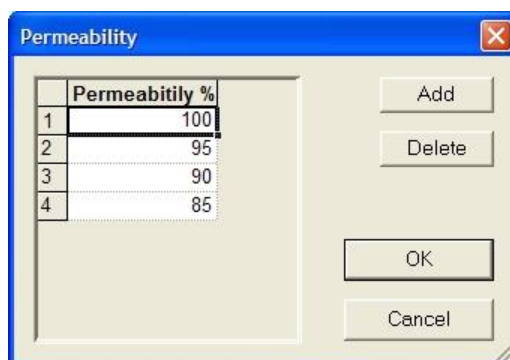 Permeability
Permeabitily %
Add
1 100
2 95
Delete
3 90
4 85
OK
Cancel